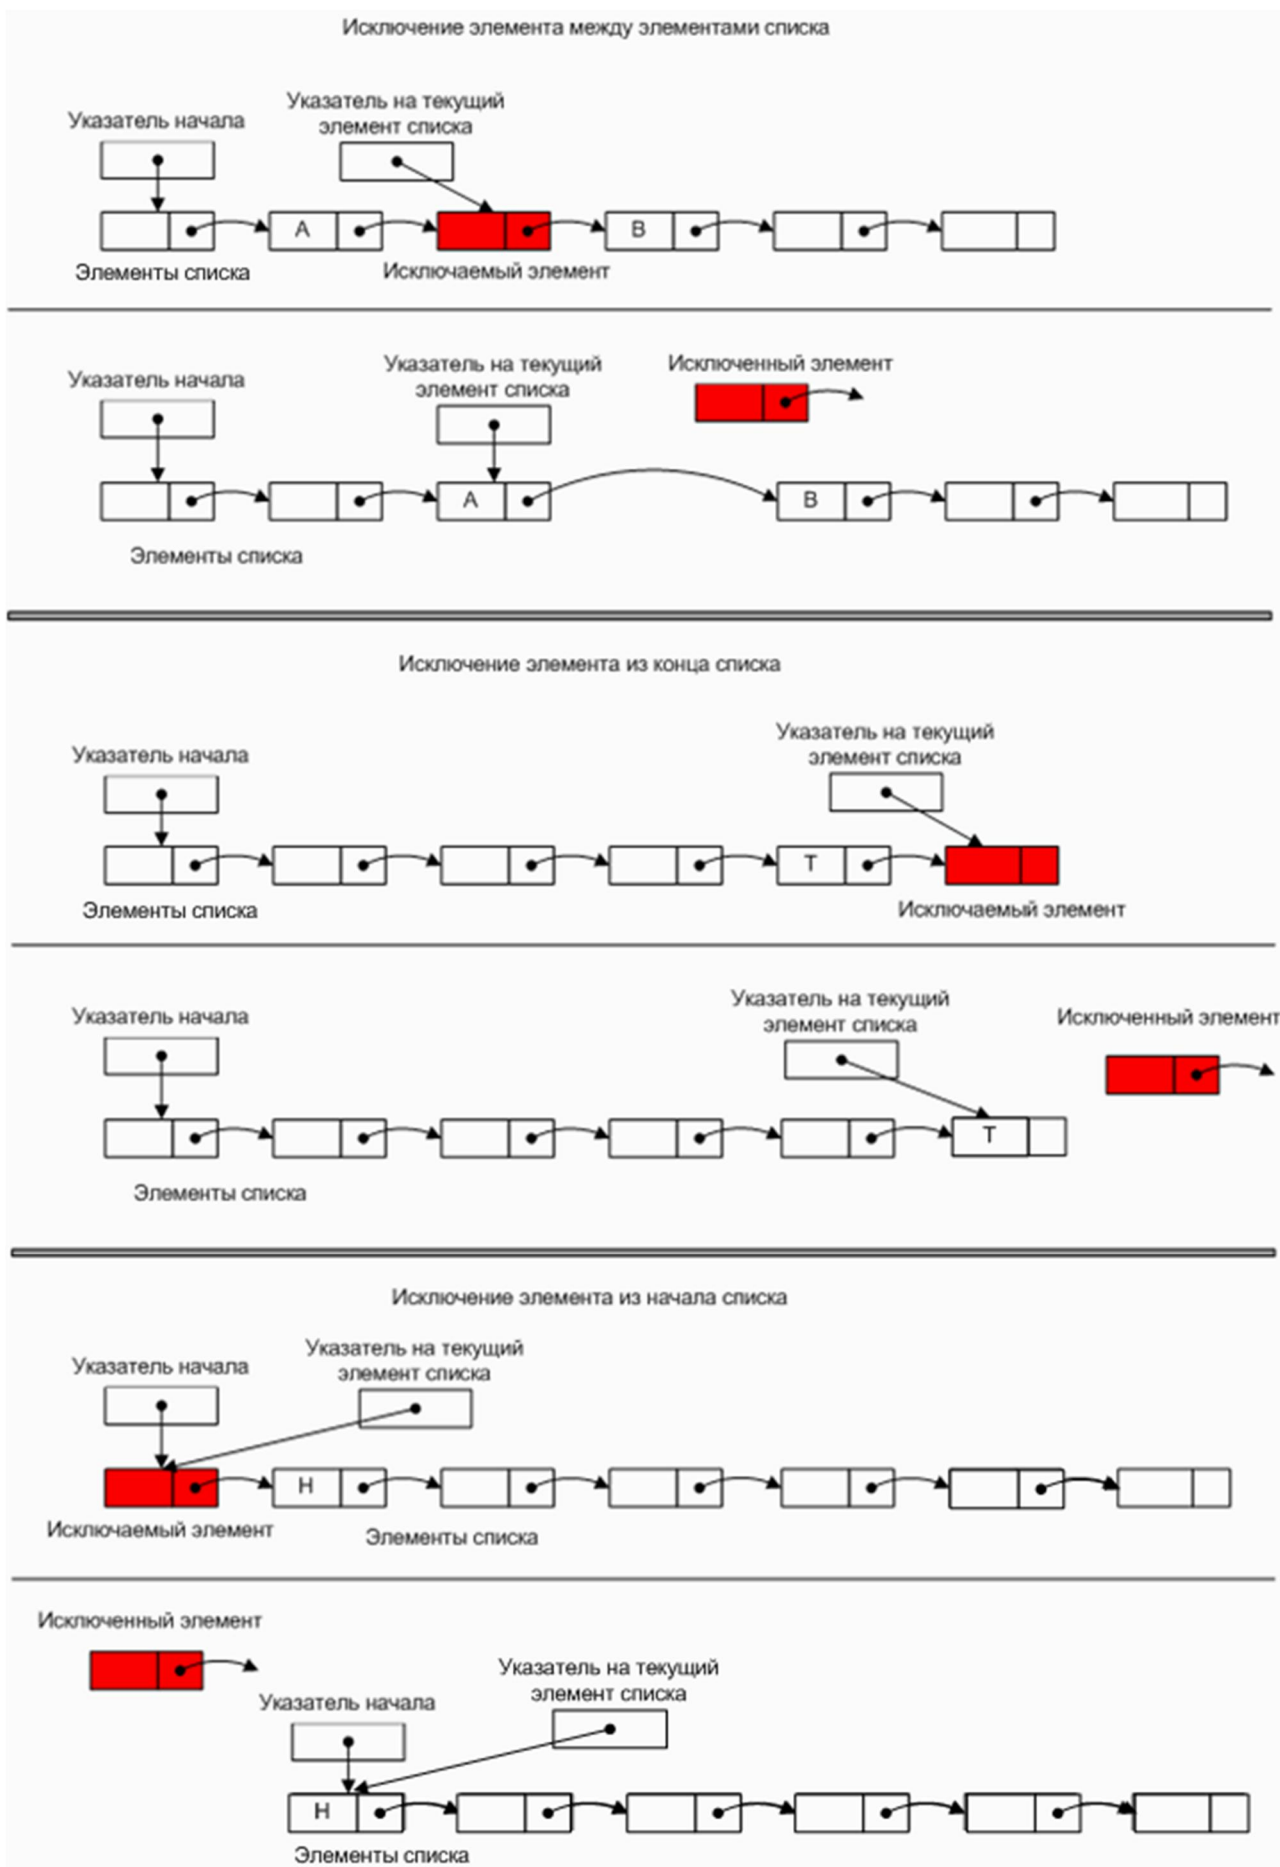 Исключение элемента между элементами списка
Указатель начала
Указатель на текущий
элемент списка
A
B
Элементы списка
Исключаемый элемент
Указатель начала
Указатель на текущий
элемент списка
Исключенный элемент
A
B
Элементы списка
Исключение элемента из конца списка
Указатель начала
Указатель на текущий
элемент списка
T
Элементы списка
Исключаемый элемент
Указатель начала
Указатель на текущий
элемент списка
Исключенный элемент
T
Элементы списка
Исключение элемента из начала списка
Указатель начала
Указатель на текущий
элемент списка
H
Исключаемый элемент
Элементы списка
Исключенный элемент
Указатель начала
Указатель на текущий
элемент списка
H
Элементы списка